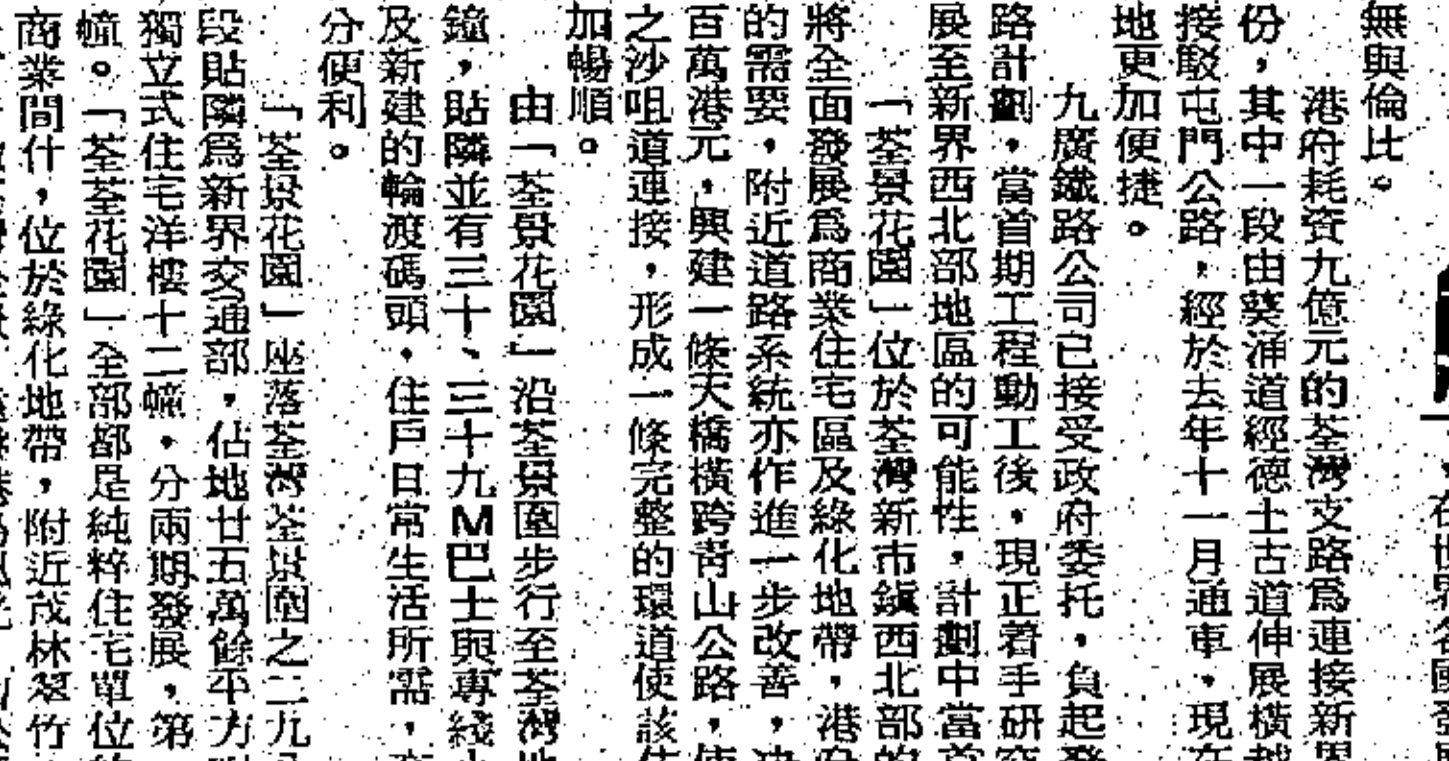 在世界各國發展
無與倫比。
港府耗資九億元的荃灣支路爲連接新界
份，其中一段由葵涌道經德士古道伸展橫越
接駁屯門公路，經於去年十一月通車，現在
地更加便捷。
九廣鐵路公司已接受政府委托，負起發
路計劃，當首期工程動工後，現正着手研究
展至新界西北部地區的可能性，計劃中當首
「荃景花園」位於荃灣新市鎮西北部的
將全面發展爲商業住宅區及綠化地帶，港府
的需要，附近道路系統亦作進一步改善，決
百萬港元，興建一條天橋橫跨靑山公路，使
之沙咀道連接，形成一條完整的環道使該
加暢順。
由「荃景花園」沿荃景圍步行至荃灣地
鐘，貼隣並有三十、三十九M巴士與專綫小
及新建的輪渡碼頭，住戶日常生活所需，
分便利。
「荃景花園」座落荃灣荃景圍之二九
段貼隣爲新界交通部，佔地廿五萬餘平方呎
獨立式住宅洋樓十二幢，分兩期發展，第
幢。「荃荃花園」全部都是純粹住宅單位
商業間什，位於綠化地帶，附近茂林翠竹